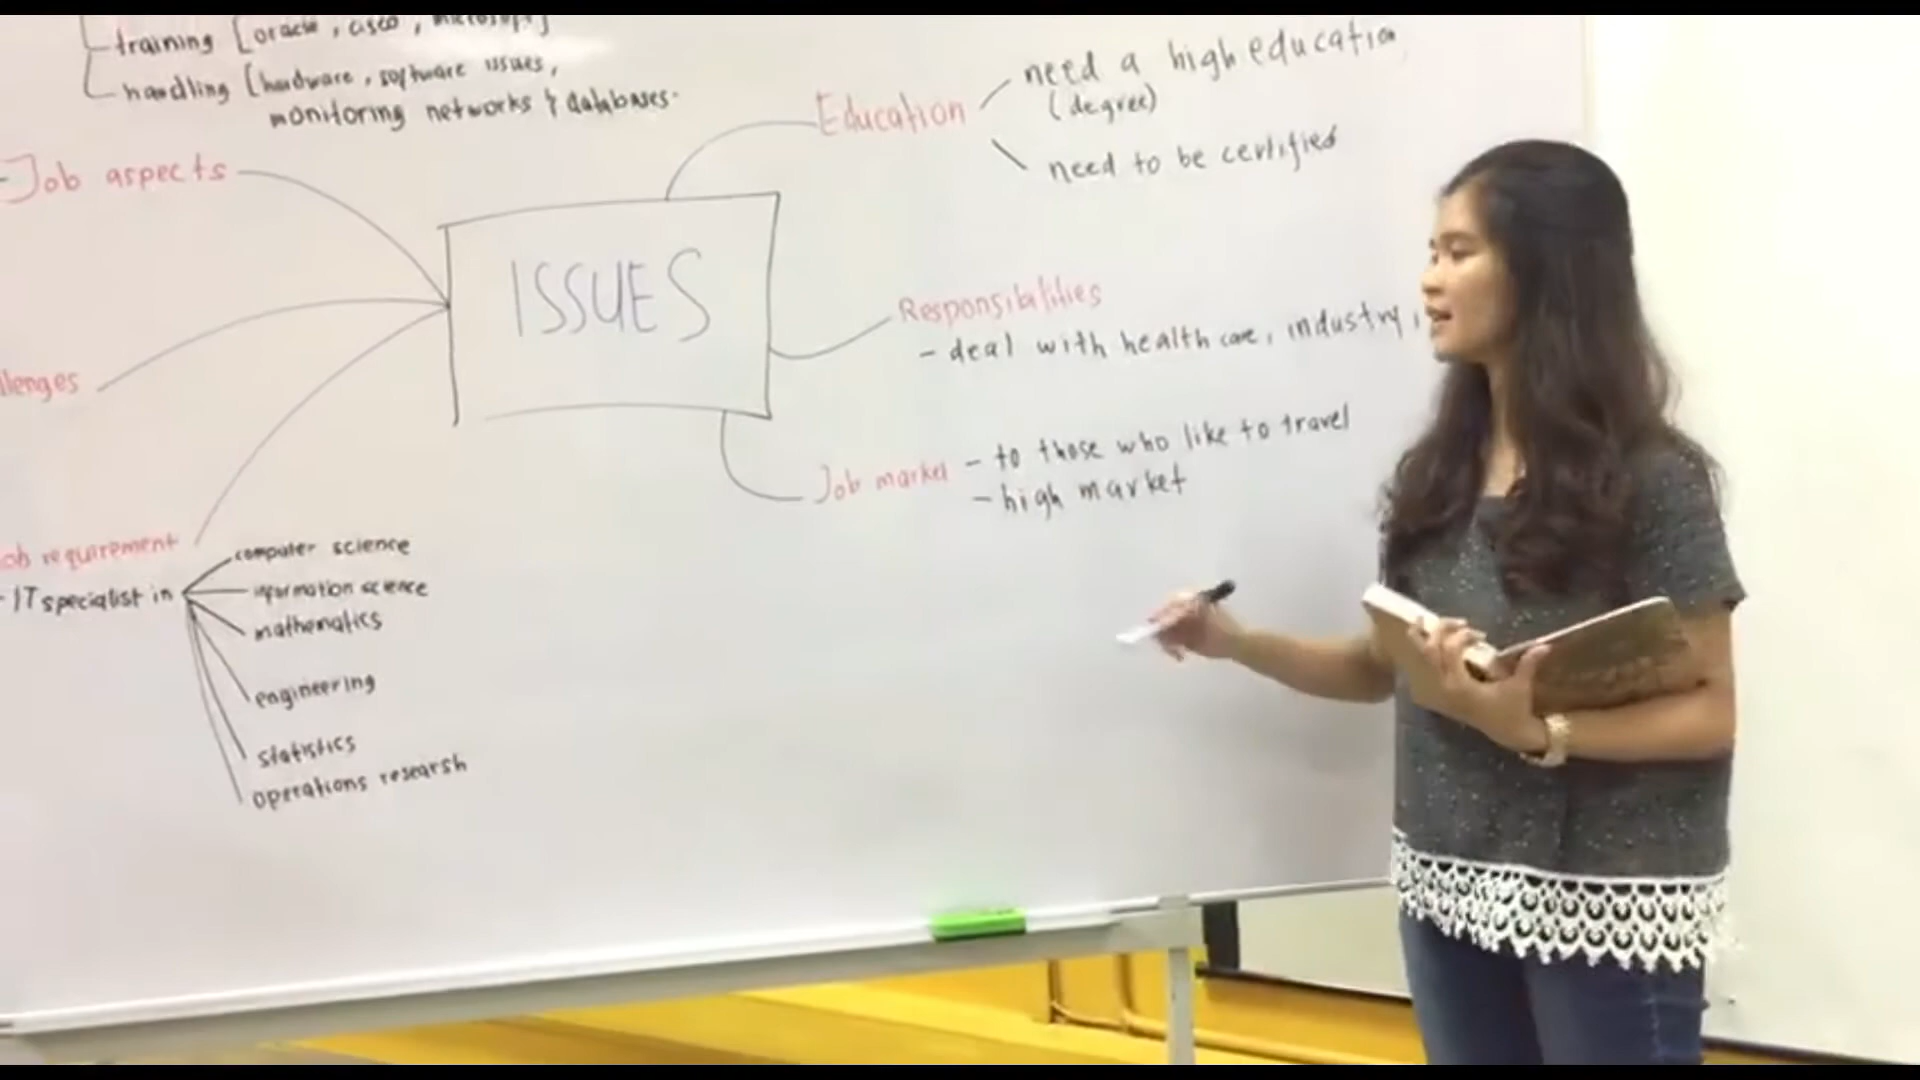 training [oracle, cisco, microsoft]
handling [hardware, software issues,
monitoring networks & databases.
- Job aspects
llenges
ob requirement
- IT specialist in
computer science
information science
mathematics
engineering
statistics
operations researsh
ISSUES
Education
need a high education
(degree)
need to be certified
Responsibilities
- deal with health care, industry,
Job market - to those who like to travel
- high market